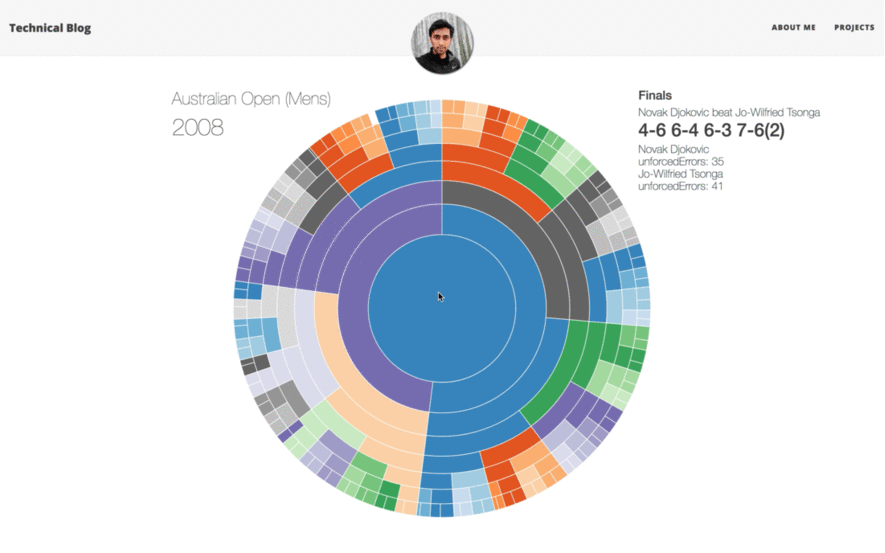 Technical Blog
ABOUT ME
PROJECTS
Australian Open (Mens)
2008
Finals
Novak Djokovic beat Jo-Wilfried Tsonga
4-6 6-4 6-3 7-6(2)
Novak Djokovic
unforcedErrors: 35
Jo-Wilfried Tsonga
unforcedErrors: 41